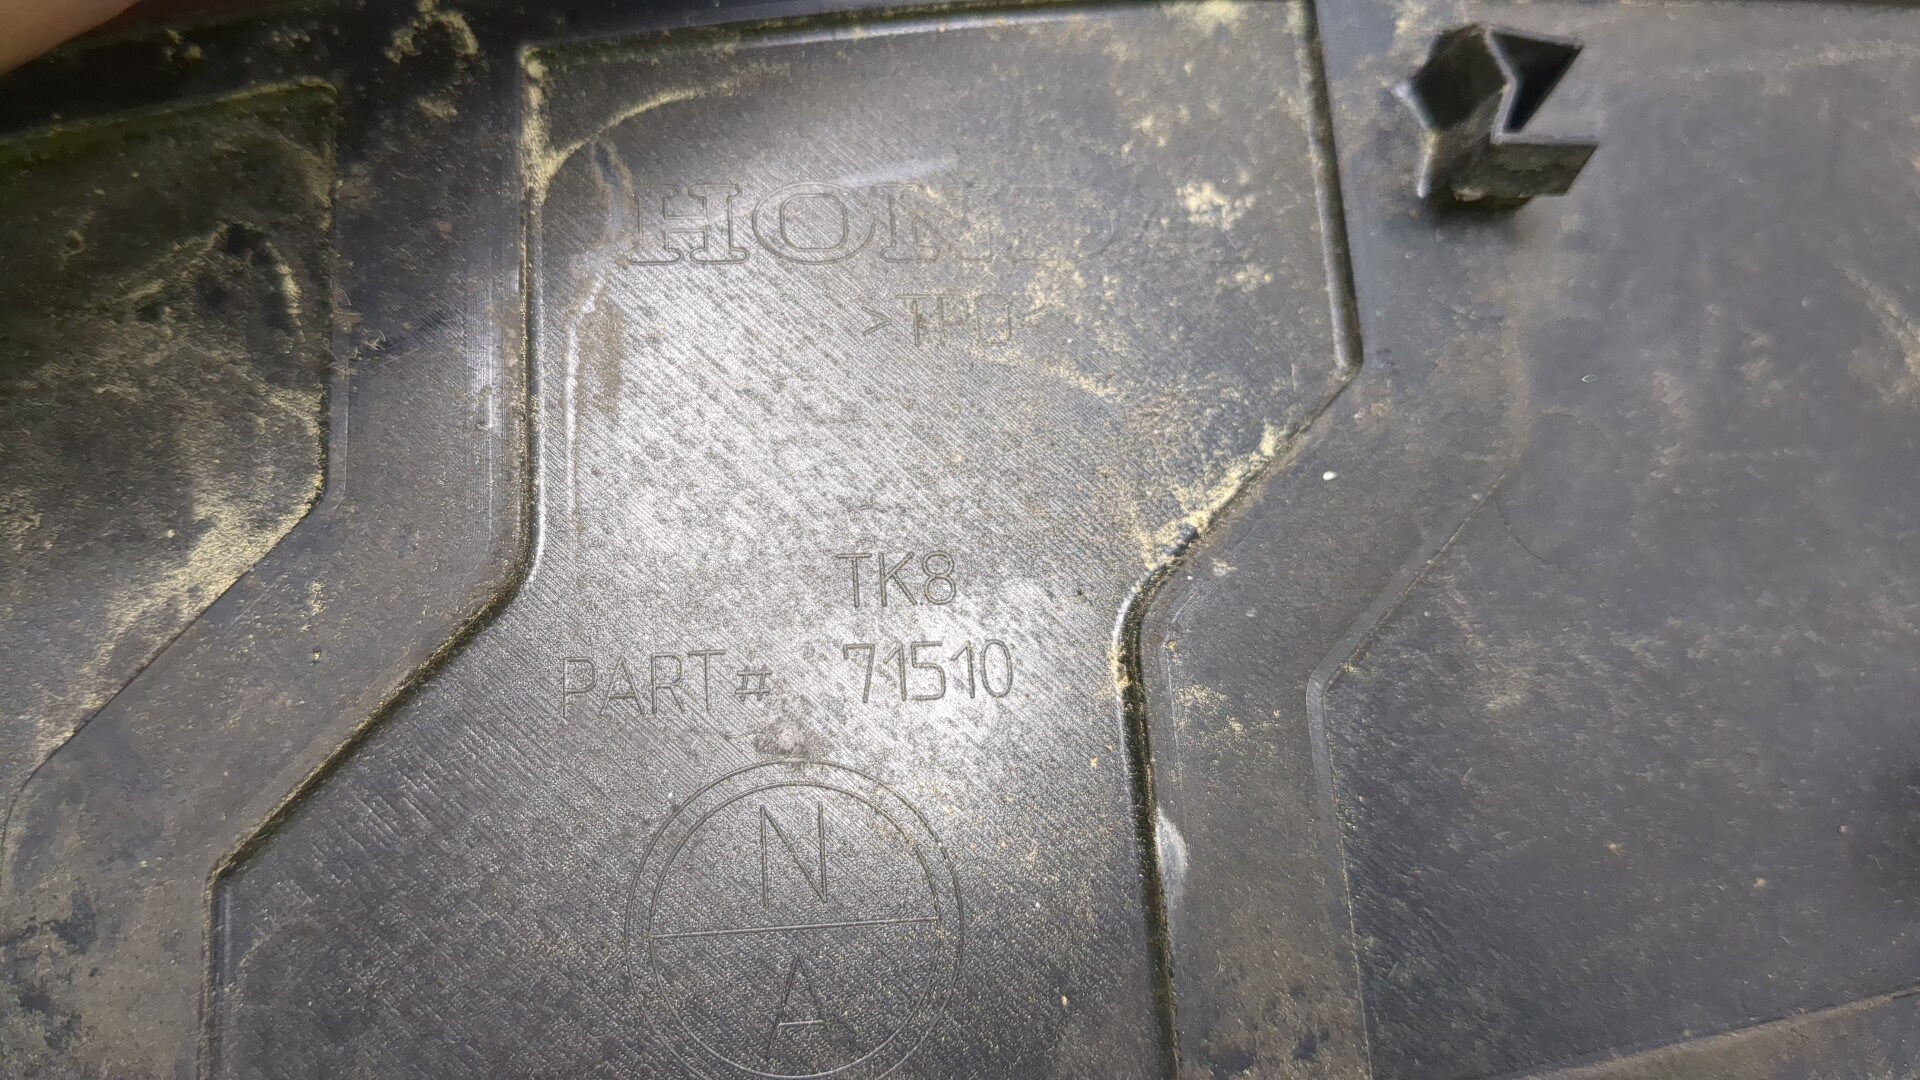 HONDA
>TPO<
TK8
PART# 71510
N
A